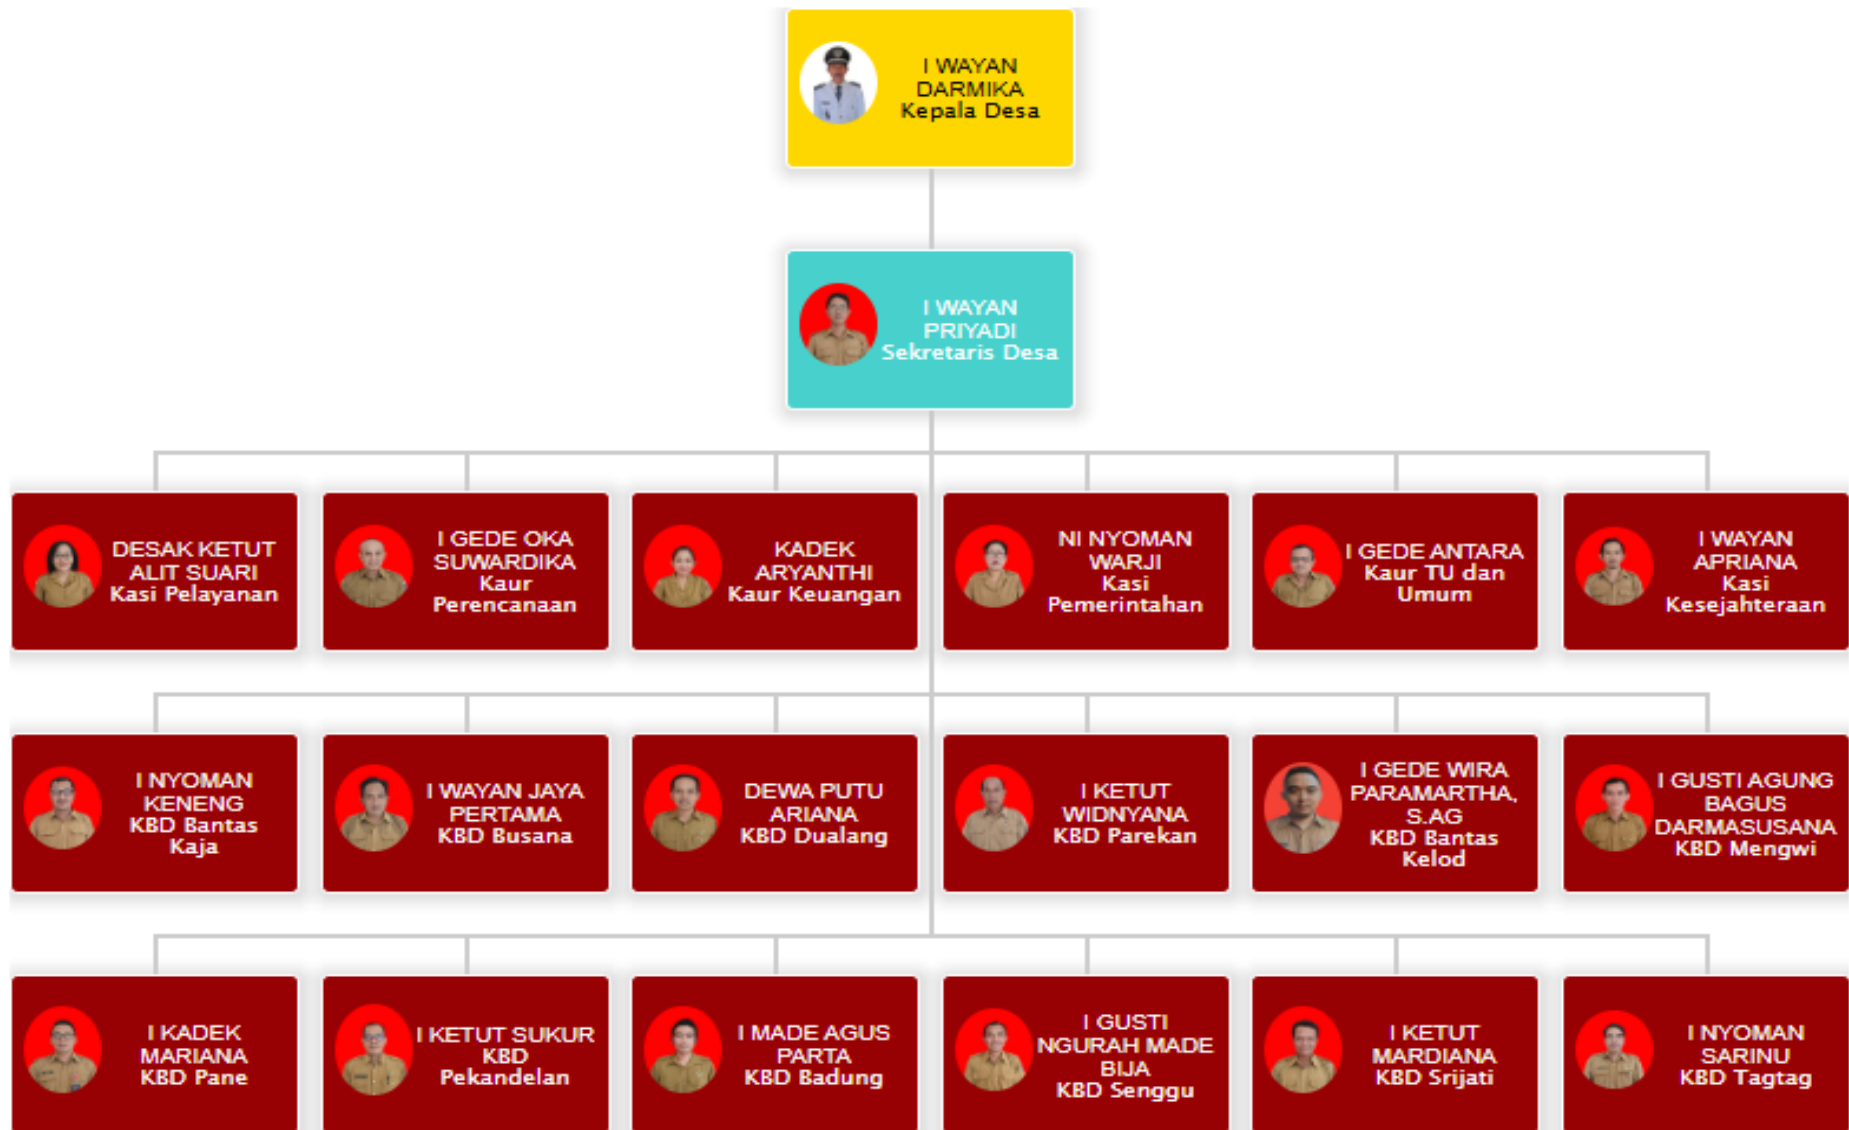 I WAYAN
DARMIKA
Kepala Desa
I WAYAN
PRIYADI
Sekretaris Desa
DESAK KETUT
ALIT SUARI
Kasi Pelayanan
I GEDE OKA
SUWARDIKA
Kaur
Perencanaan
KADEK
ARYANTHI
Kaur Keuangan
NI NYOMAN
WARJI
Kasi
Pemerintahan
I GEDE ANTARA
Kaur TU dan
Umum
I WAYAN
APRIANA
Kasi
Kesejahteraan
I NYOMAN
KENENG
KBD Bantas
Kaja
I WAYAN JAYA
PERTAMA
KBD Busana
DEWA PUTU
ARIANA
KBD Dualang
I KETUT
WIDNYANA
KBD Parekan
I GEDE WIRA
PARAMARTHA,
S.AG
KBD Bantas
Kelod
I GUSTI AGUNG
BAGUS
DARMASUSANA
KBD Mengwi
I KADEK
MARIANA
KBD Pane
I KETUT SUKUR
KBD
Pekandelan
I MADE AGUS
PARTA
KBD Badung
I GUSTI
NGURAH MADE
BIJA
KBD Senggu
I KETUT
MARDIANA
KBD Srijati
I NYOMAN
SARINU
KBD Tagtag